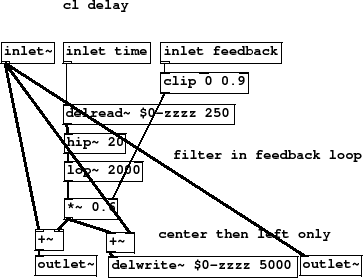 cl delay
inlet~ inlet time inlet feedback
clip 0 0.9
delread~ $0-zzzz 250
hip~ 20
filter in feedback loop
lop~ 2000
*~ 0.6
center then left only
+~ +~
outlet~ delwrite~ $0-zzzz 5000 outlet~